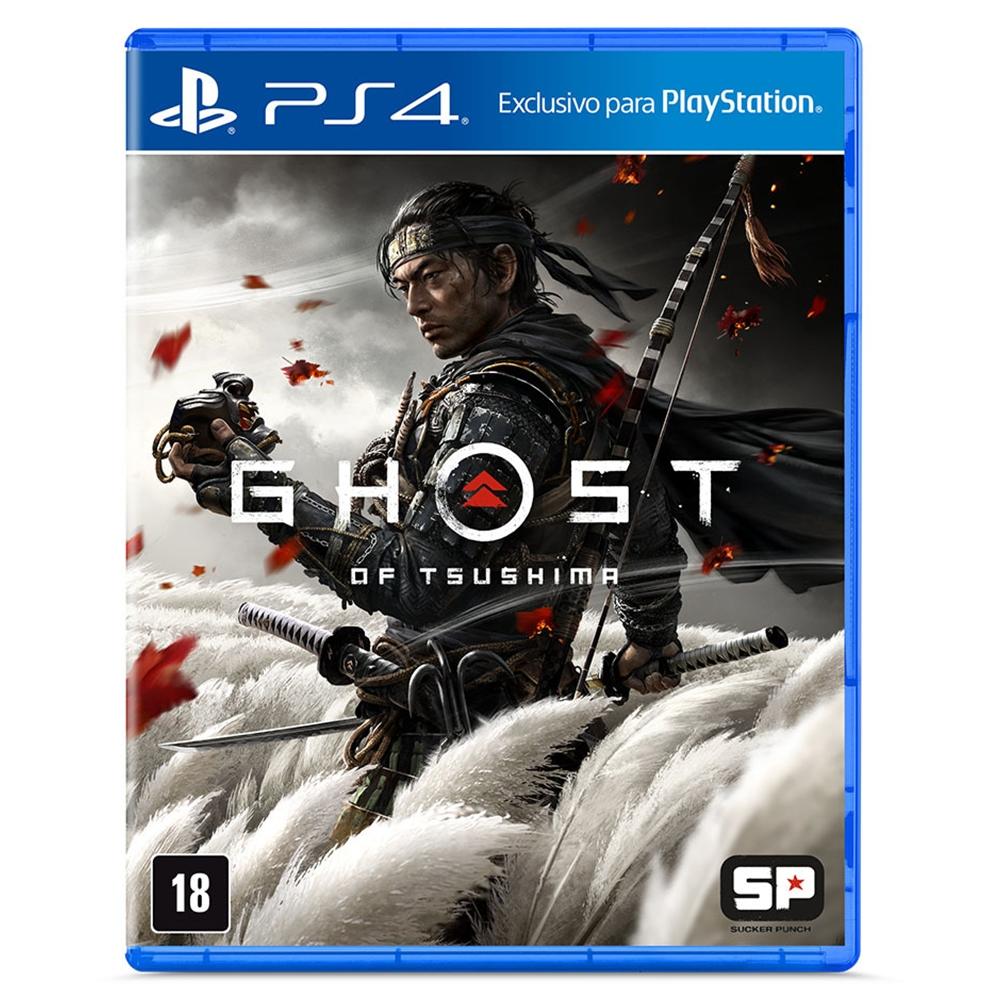 PS4 Exclusivo para PlayStation®
GHOST
OF TSUSHIMA
18
SP
SUCKER PUNCH